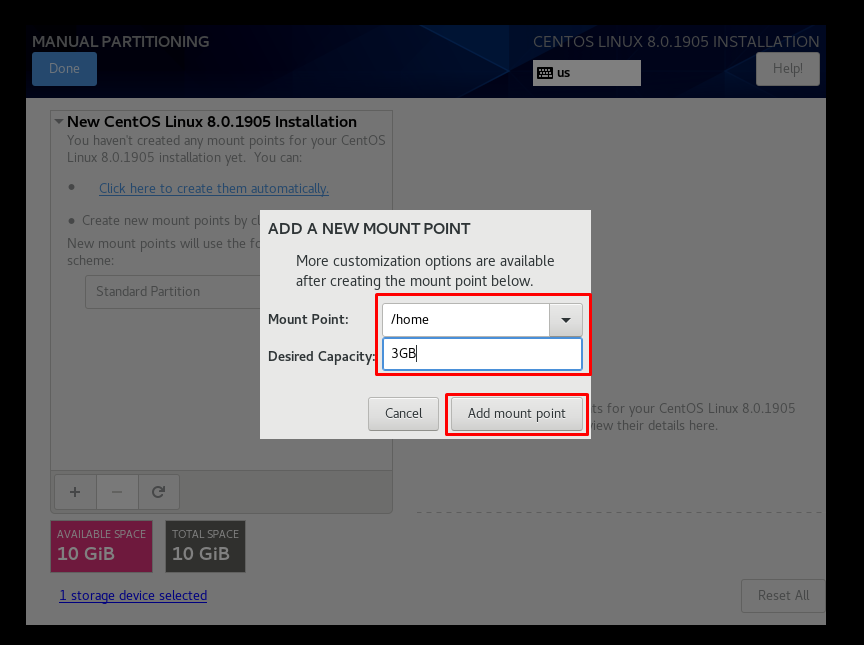 MANUAL PARTITIONING
CENTOS LINUX 8.0.1905 INSTALLATION
Done
us
Help!
New CentOS Linux 8.0.1905 Installation
You haven't created any mount points for your CentOS
Linux 8.0.1905 installation yet.  You can:
Click here to create them automatically.
Create new mount points by cl
New mount points will use the fo
scheme:
Standard Partition
ADD A NEW MOUNT POINT
More customization options are available
after creating the mount point below.
Mount Point:
/home
Desired Capacity:
3GB
Cancel
Add mount point
ts for your CentOS Linux 8.0.1905
view their details here.
+
−
AVAILABLE SPACE
10 GiB
TOTAL SPACE
10 GiB
1 storage device selected
Reset All